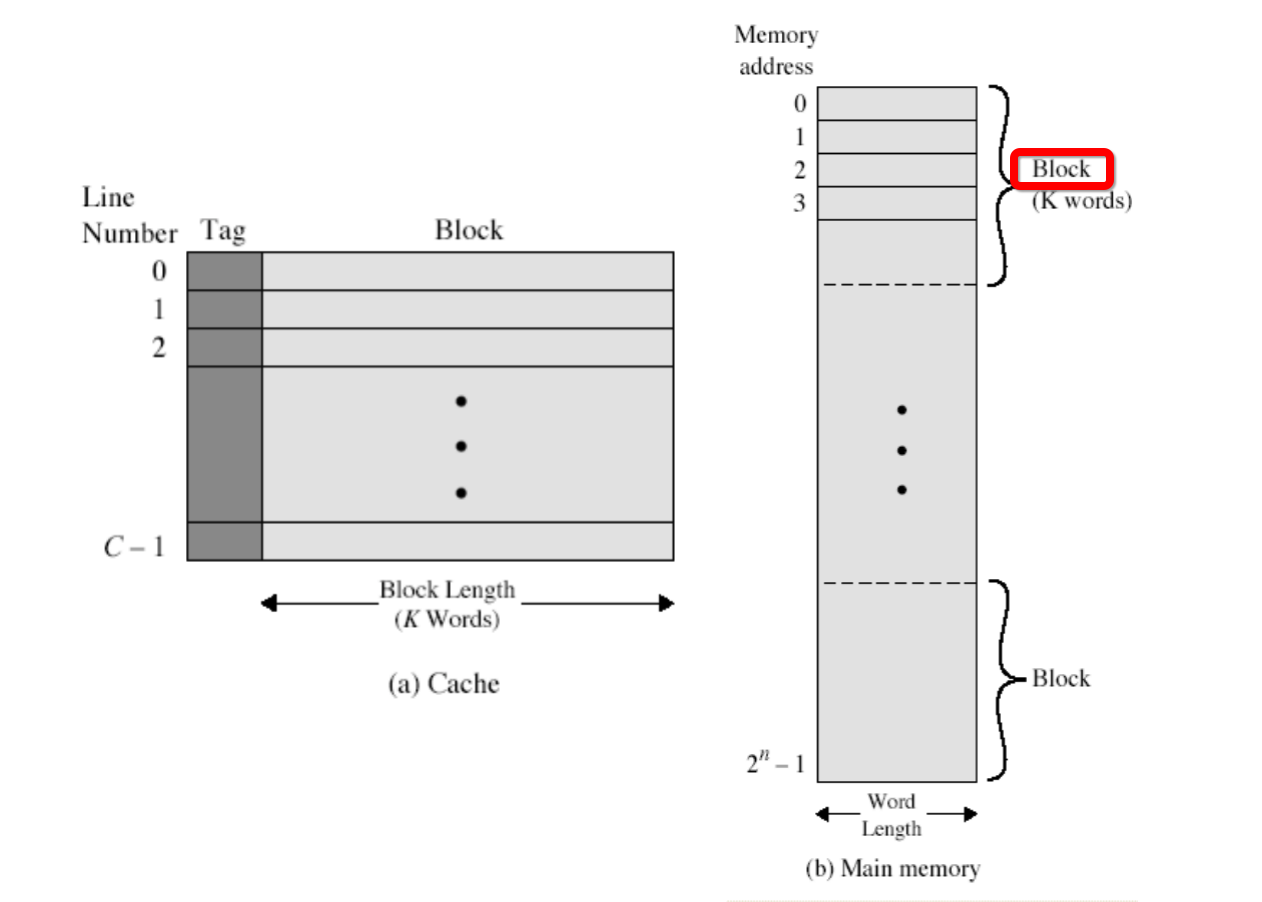 Line
Number
Tag
Block
0
1
2
C – 1
Block Length
(K Words)
(a) Cache
Memory
address
0
1
2
3
Block
(K words)
Block
2ⁿ – 1
Word
Length
(b) Main memory